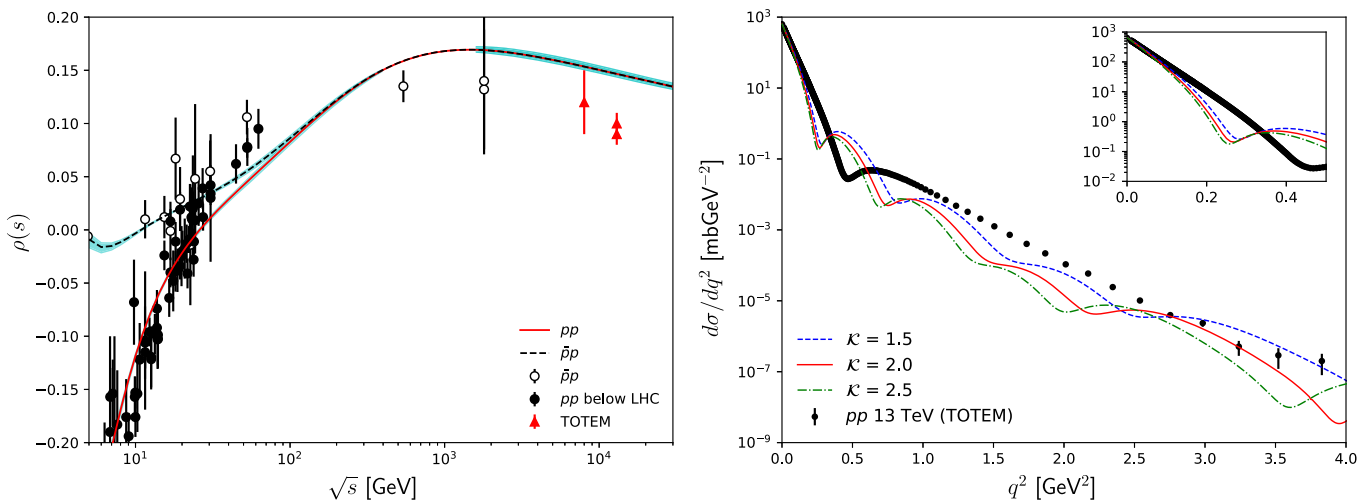 0.20
0.15
0.10
0.05
0.00
−0.05
−0.10
−0.15
−0.20
ρ(s)
10¹
10²
10³
10⁴
√s [GeV]
pp
p̄p
p̄p
pp below LHC
TOTEM
10³
10¹
10⁻¹
10⁻³
10⁻⁵
10⁻⁷
10⁻⁹
dσ/dq² [mbGeV⁻²]
0.0
0.5
1.0
1.5
2.0
2.5
3.0
3.5
4.0
q² [GeV²]
𝒦 = 1.5
𝒦 = 2.0
𝒦 = 2.5
pp 13 TeV (TOTEM)
10³
10²
10¹
10⁰
10⁻¹
10⁻²
0.0
0.2
0.4